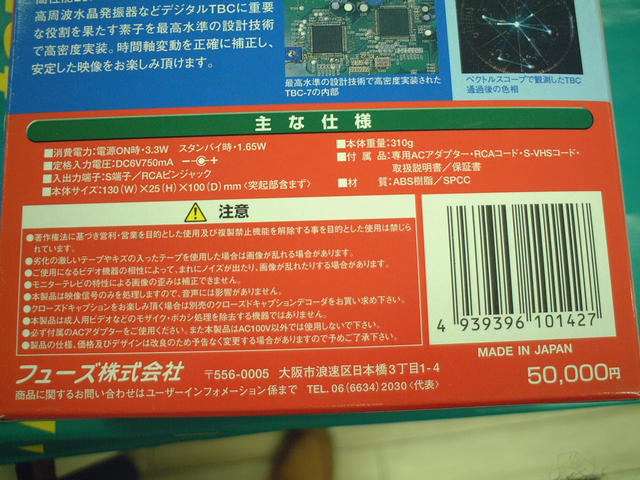 高周波水晶発振器などデジタルTBCに重要
な役割を果たす素子を最高水準の設計技術
で高密度実装。時間軸変動を正確に補正し、
安定した映像をお楽しみ頂けます。
最高水準の設計技術で高密度実装された
TBC-7の内部
ベクトルスコープで観測したTBC
通過後の色相
主な仕様
■消費電力:電源ON時・3.3W スタンバイ時・1.65W
■定格入力電圧:DC6V750mA
■入出力端子:S端子／RCAピンジャック
■本体サイズ:130(W)×25(H)×100(D)mm〈突起部含まず〉
■本体重量:310g
■付属品:専用ACアダプター・RCAコード・S-VHSコード・
取扱説明書／保証書
■材質:ABS樹脂／SPCC
注意
●著作権法に基づき営利・営業を目的とした使用及び複製禁止機能を解除する事を目的とした使用は禁じら
れています。
●劣化の激しいテープやキズの入ったテープを使用した場合は画像が乱れる場合があります。
●ご使用になるビデオ機器の相性によって、まれにノイズが出たり、画像が乱れたりする場合があります。
●モニターテレビの特性による画像の歪みは補正できません。
●本製品は映像信号のみを処理しますので、音声には影響がありません。
●クローズドキャプションをお楽しみ頂く場合は別売のクローズドキャプションデコーダをお買い求め下さい。
●本製品は成人用ビデオなどのモザイク・ボカシ処理を除去する機器ではありません。
●必ず付属のACアダプターをご使用ください。また本製品はAC100V以外では使用しないで下さい。
●製品の仕様、価格及びデザインは改良のため予告なく変更する場合がありますので予めご了承下さい。
4 939396 101427
MADE IN JAPAN
50,000円
フューズ株式会社 〒556-0005 大阪市浪速区日本橋3丁目1-4
商品に関するお問い合わせはユーザーインフォメーション係まで TEL.06(6634)2030〈代表〉